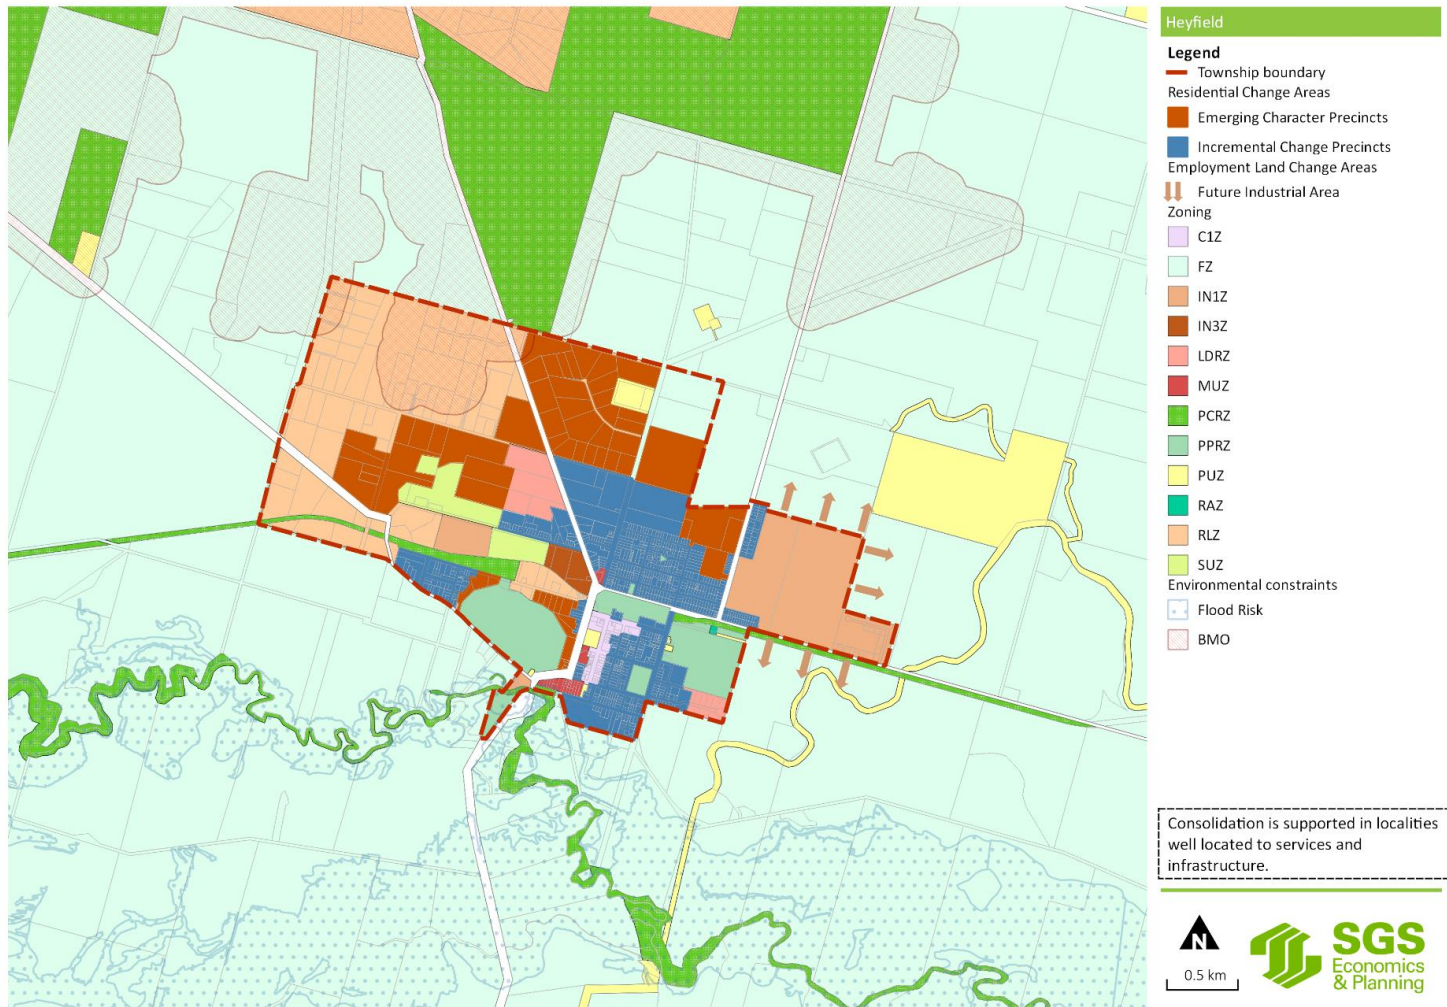 Heyfield
Legend
Township boundary
Residential Change Areas
Emerging Character Precincts
Incremental Change Precincts
Employment Land Change Areas
Future Industrial Area
Zoning
C1Z
FZ
IN1Z
IN3Z
LDRZ
MUZ
PCRZ
PPRZ
PUZ
RAZ
RLZ
SUZ
Environmental constraints
Flood Risk
BMO
Consolidation is supported in localities
well located to services and
infrastructure.
N
0.5 km
SGS
Economics
& Planning